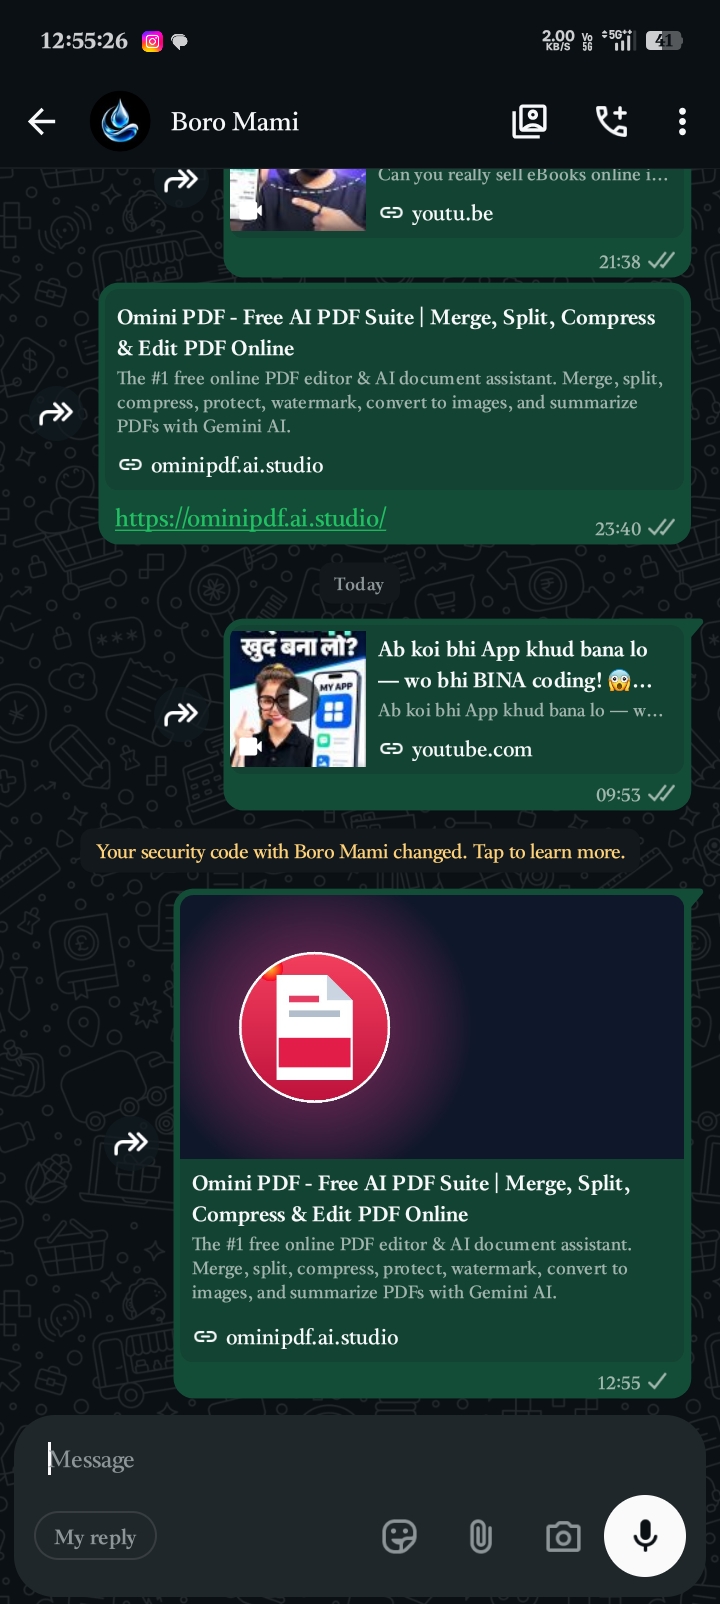 12:55:26
2.00 KB/S
Vo 5G
5G++
41
Boro Mami
Can you really sell eBooks online i...
youtu.be
21:38
Omini PDF - Free AI PDF Suite | Merge, Split, Compress
& Edit PDF Online
The #1 free online PDF editor & AI document assistant. Merge, split,
compress, protect, watermark, convert to images, and summarize
PDFs with Gemini AI.
ominipdf.ai.studio
https://ominipdf.ai.studio/
23:40
Today
खुद बना लो?
MY APP
Ab koi bhi App khud bana lo
— wo bhi BINA coding! 😱...
Ab koi bhi App khud bana lo — w...
youtube.com
09:53
Your security code with Boro Mami changed. Tap to learn more.
Omini PDF - Free AI PDF Suite | Merge, Split,
Compress & Edit PDF Online
The #1 free online PDF editor & AI document assistant.
Merge, split, compress, protect, watermark, convert to
images, and summarize PDFs with Gemini AI.
ominipdf.ai.studio
12:55
Message
My reply